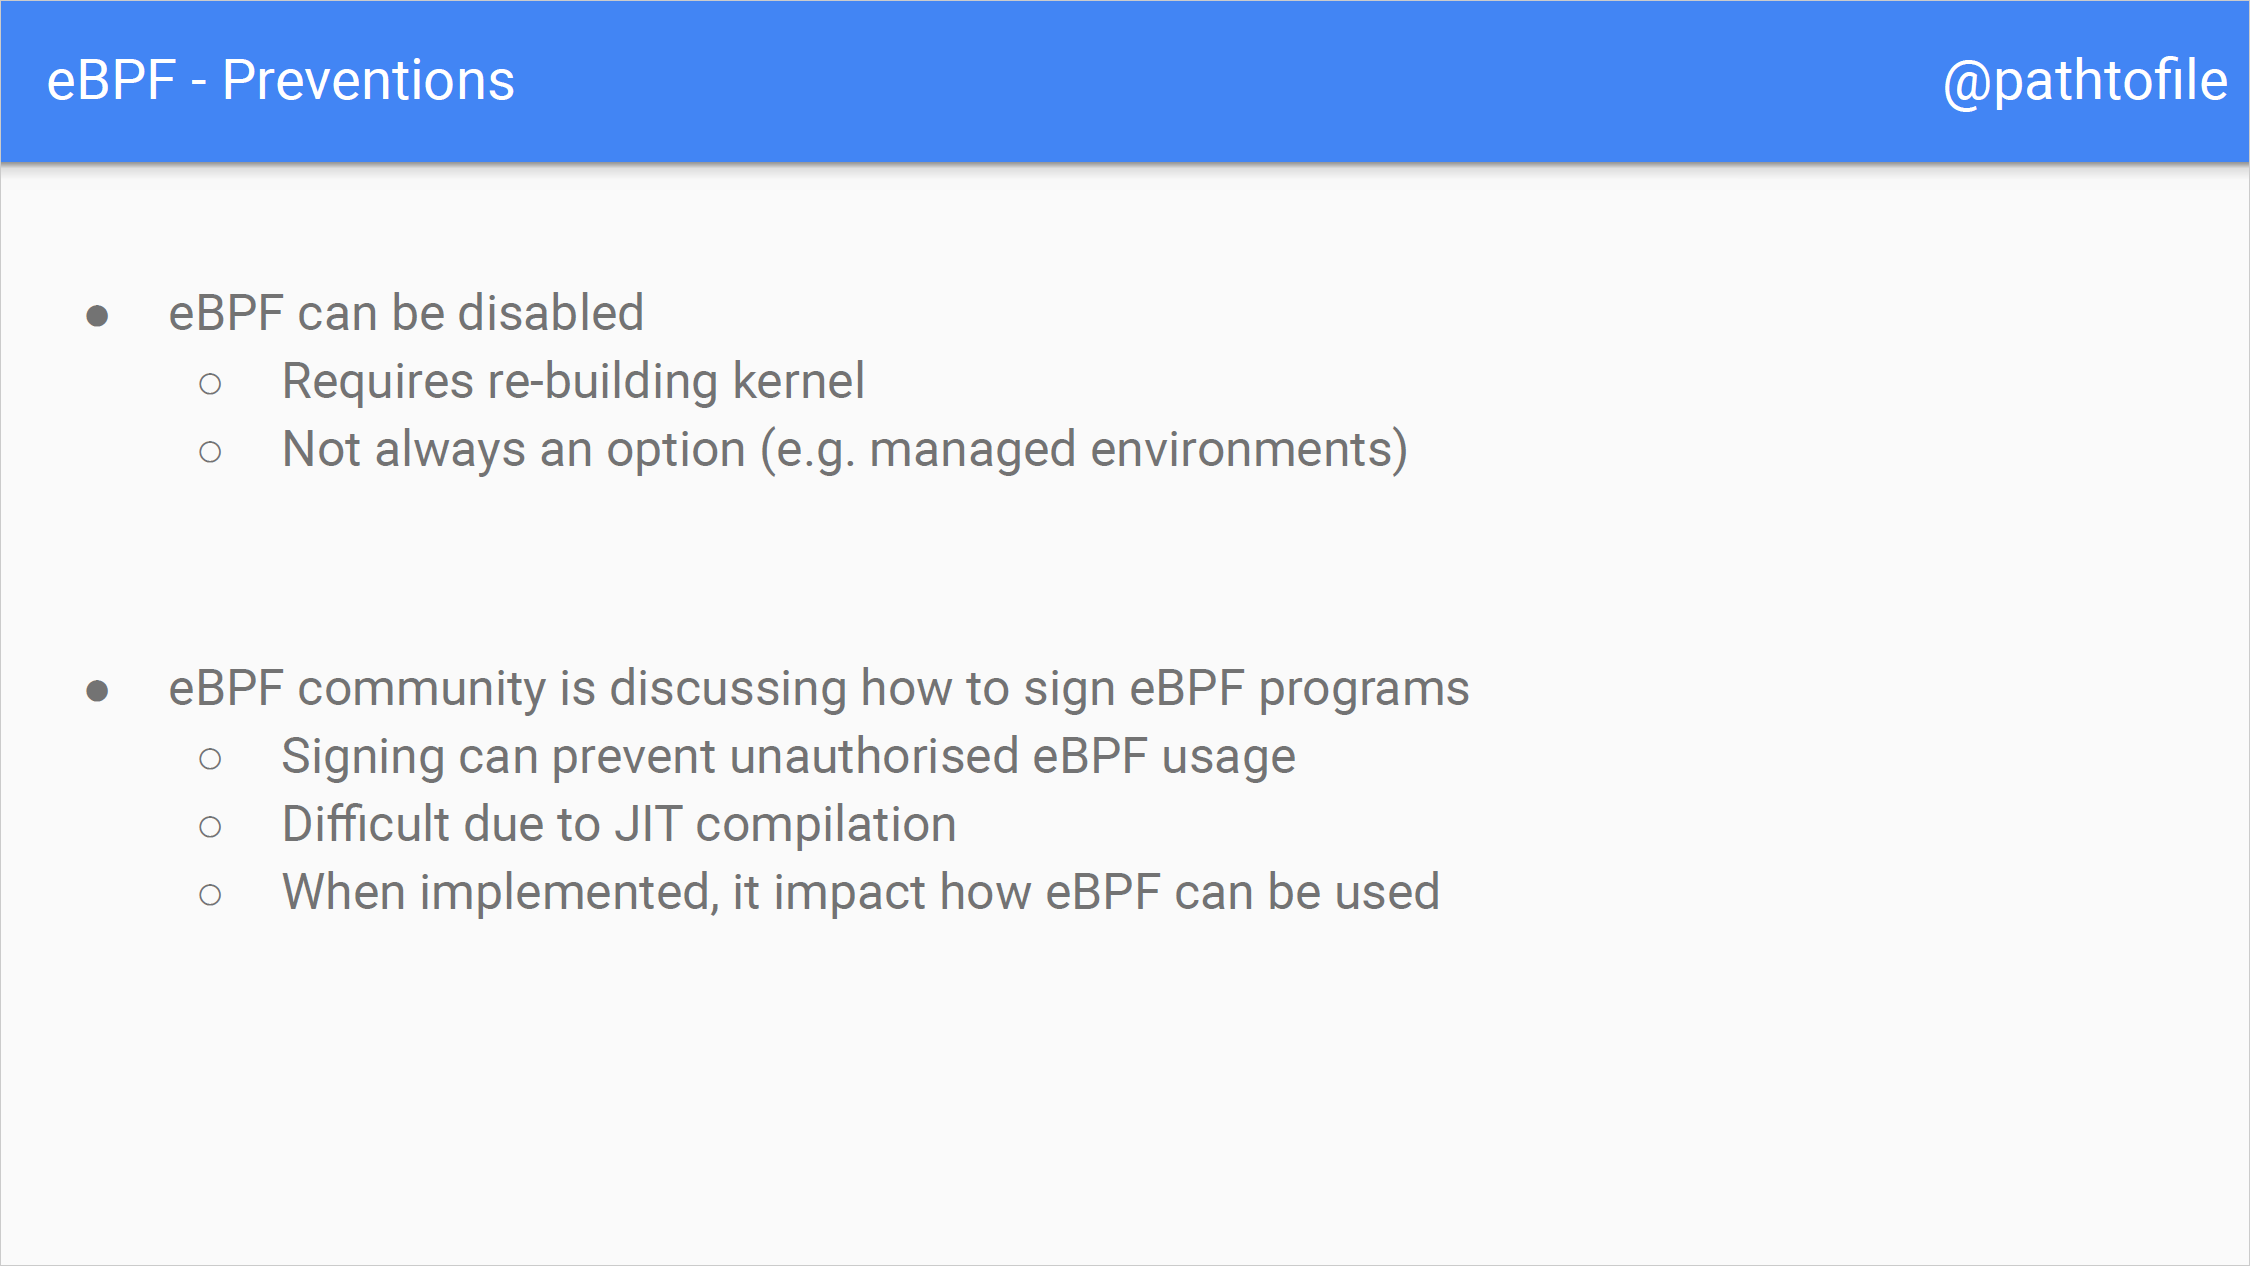 eBPF - Preventions
@pathtofile
● eBPF can be disabled
○ Requires re-building kernel
○ Not always an option (e.g. managed environments)
● eBPF community is discussing how to sign eBPF programs
○ Signing can prevent unauthorised eBPF usage
○ Difficult due to JIT compilation
○ When implemented, it impact how eBPF can be used